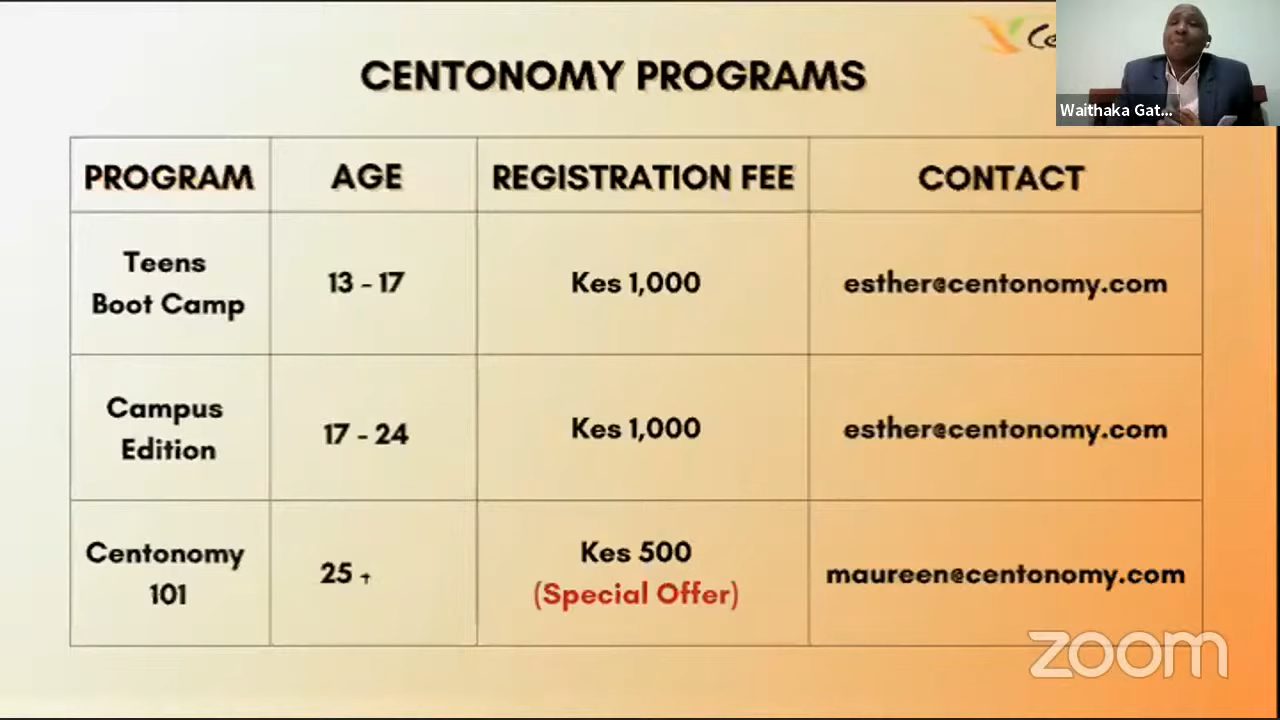 Ce
CENTONOMY PROGRAMS
Waithaka Gat...
PROGRAM AGE REGISTRATION FEE CONTACT
Teens
Boot Camp
13 - 17
Kes 1,000
esther@centonomy.com
Campus
Edition
17 - 24
Kes 1,000
esther@centonomy.com
Centonomy
101
25 +
Kes 500
(Special Offer)
maureen@centonomy.com
zoom